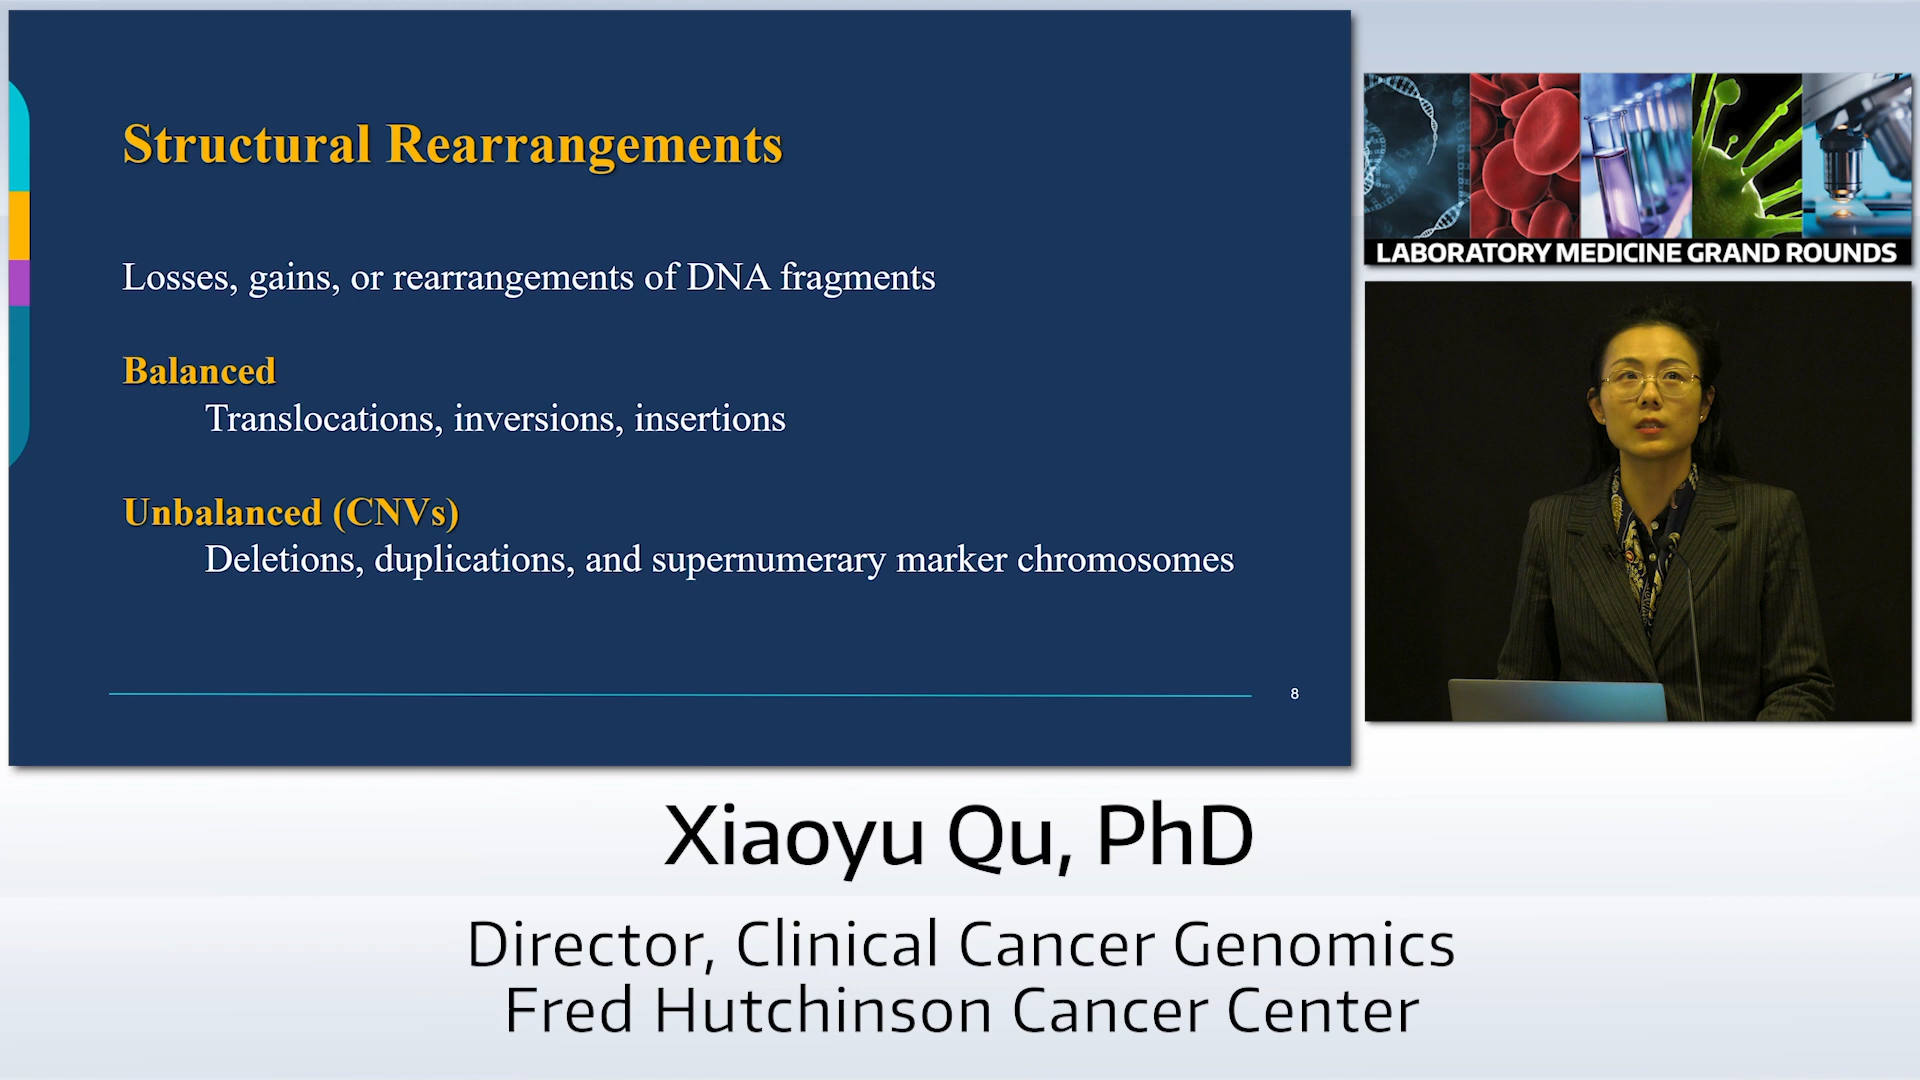 Structural Rearrangements
Losses, gains, or rearrangements of DNA fragments
Balanced
Translocations, inversions, insertions
Unbalanced (CNVs)
Deletions, duplications, and supernumerary marker chromosomes
8
LABORATORY MEDICINE GRAND ROUNDS
Xiaoyu Qu, PhD
Director, Clinical Cancer Genomics
Fred Hutchinson Cancer Center